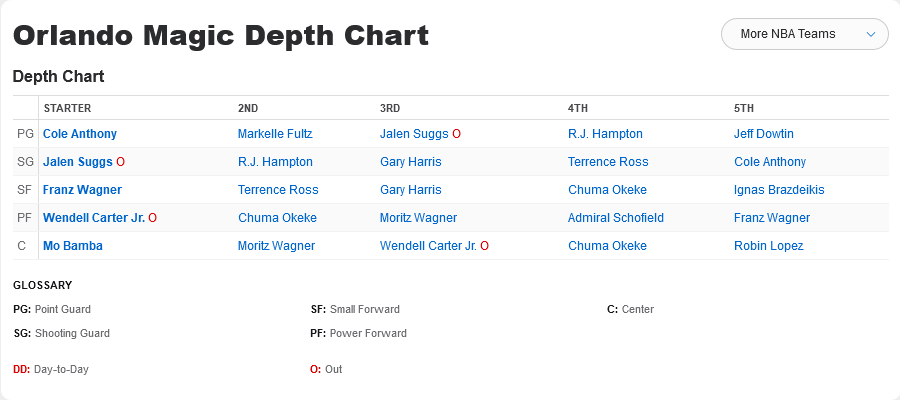 Orlando Magic Depth Chart
More NBA Teams
Depth Chart
STARTER 2ND 3RD 4TH 5TH
PG Cole Anthony Markelle Fultz Jalen Suggs O R.J. Hampton Jeff Dowtin
SG Jalen Suggs O R.J. Hampton Gary Harris Terrence Ross Cole Anthony
SF Franz Wagner Terrence Ross Gary Harris Chuma Okeke Ignas Brazdeikis
PF Wendell Carter Jr. O Chuma Okeke Moritz Wagner Admiral Schofield Franz Wagner
C Mo Bamba Moritz Wagner Wendell Carter Jr. O Chuma Okeke Robin Lopez
GLOSSARY
PG: Point Guard SF: Small Forward C: Center
SG: Shooting Guard PF: Power Forward
DD: Day-to-Day O: Out